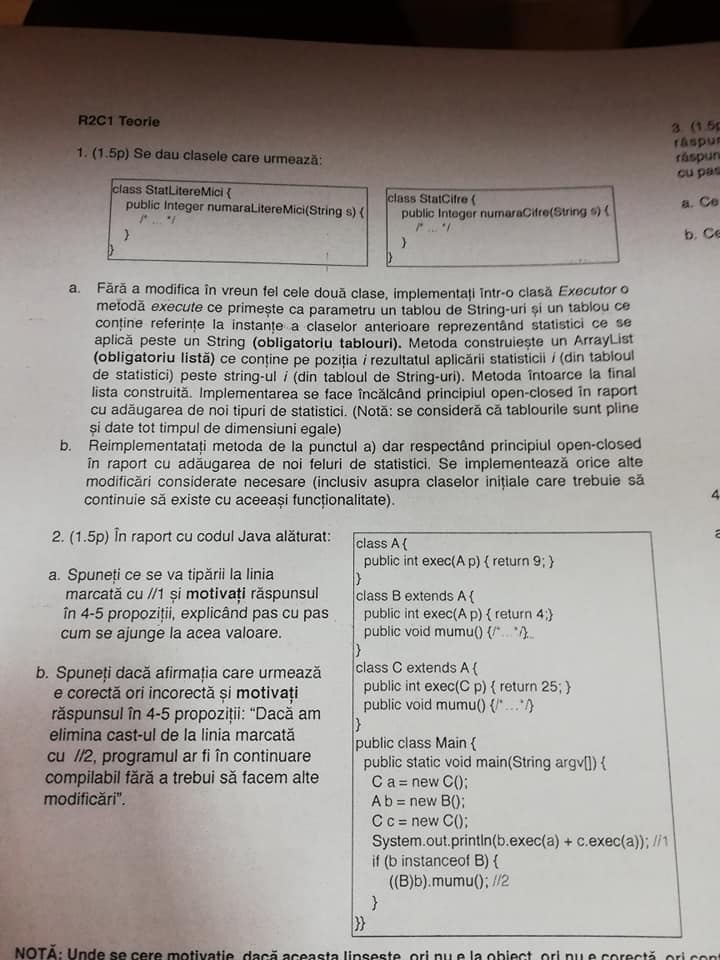 R2C1 Teorie
1. (1.5p) Se dau clasele care urmează:
class StatLitereMici {
public Integer numaraLitereMici(String s) {
/* ... */
}
}
class StatCifre {
public Integer numaraCifre(String s) {
/* ... */
}
}
a. Fără a modifica în vreun fel cele două clase, implementați într-o clasă Executor o
metodă execute ce primește ca parametru un tablou de String-uri și un tablou ce
conține referințe la instanțe a claselor anterioare reprezentând statistici ce se
aplică peste un String (obligatoriu tablouri). Metoda construiește un ArrayList
(obligatoriu listă) ce conține pe poziția i rezultatul aplicării statisticii i (din tabloul
de statistici) peste string-ul i (din tabloul de String-uri). Metoda întoarce la final
lista construită. Implementarea se face încălcând principiul open-closed în raport
cu adăugarea de noi tipuri de statistici. (Notă: se consideră că tablourile sunt pline
și date tot timpul de dimensiuni egale)
b. Reimplementatați metoda de la punctul a) dar respectând principiul open-closed
în raport cu adăugarea de noi feluri de statistici. Se implementează orice alte
modificări considerate necesare (inclusiv asupra claselor inițiale care trebuie să
continuie să existe cu aceeași funcționalitate).
2. (1.5p) În raport cu codul Java alăturat:
a. Spuneți ce se va tipării la linia
marcată cu //1 și motivați răspunsul
în 4-5 propoziții, explicând pas cu pas
cum se ajunge la acea valoare.
b. Spuneți dacă afirmația care urmează
e corectă ori incorectă și motivați
răspunsul în 4-5 propoziții: “Dacă am
elimina cast-ul de la linia marcată
cu //2, programul ar fi în continuare
compilabil fără a trebui să facem alte
modificări”.
class A {
public int exec(A p) { return 9; }
}
class B extends A {
public int exec(A p) { return 4;}
public void mumu() {/*...*/}
}
class C extends A {
public int exec(C p) { return 25; }
public void mumu() {/*...*/}
}
public class Main {
public static void main(String argv[]) {
C a = new C();
A b = new B();
C c = new C();
System.out.println(b.exec(a) + c.exec(a)); //1
if (b instanceof B) {
((B)b).mumu(); //2
}
}}
3. (1.5p
răspun
răspun
cu pas
a. Ce
b. Ce
4
a
NOTĂ: Unde se cere motivație, dacă aceasta lipsește, ori nu e la obiect, ori nu e corectă, ori